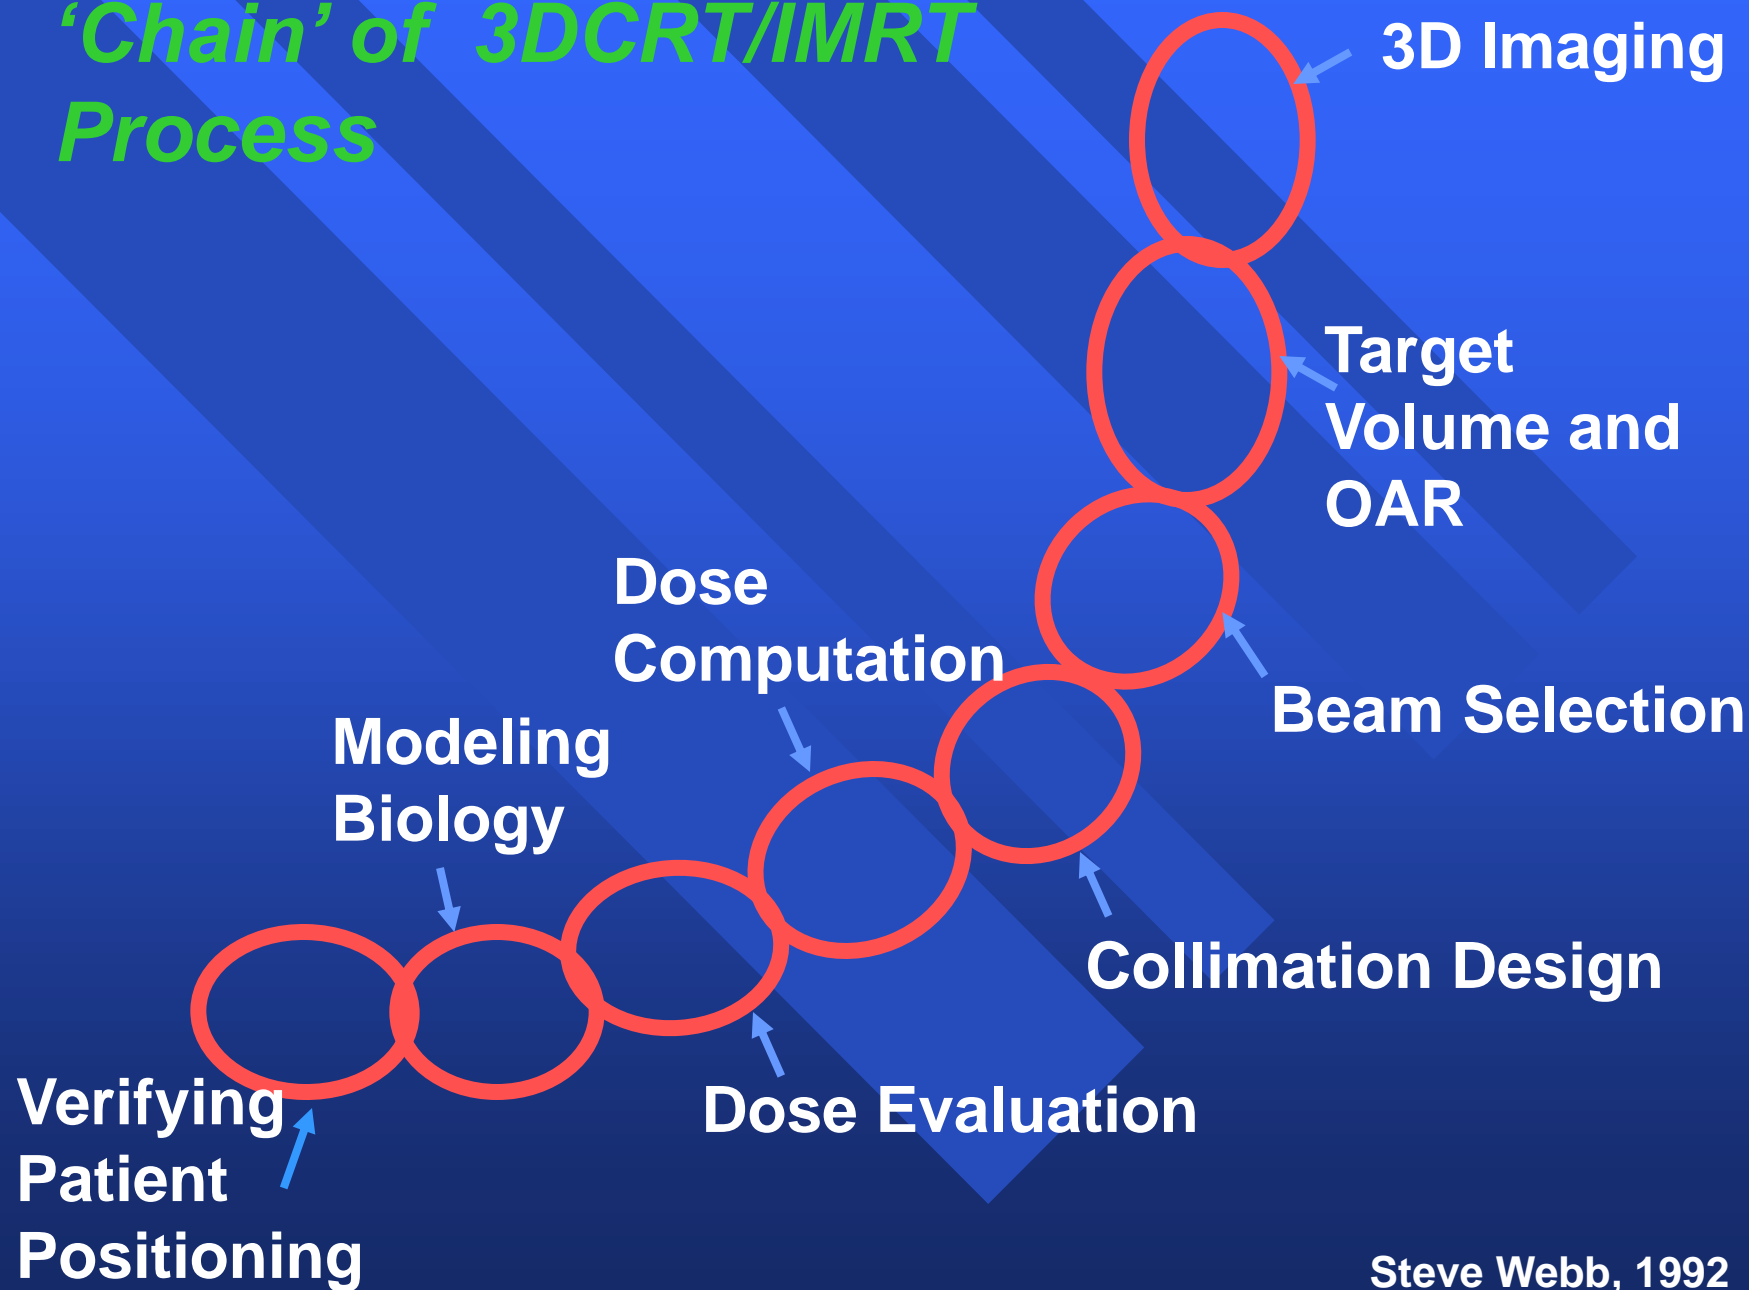 ‘Chain’ of 3DCRT/IMRT
Process
3D Imaging
Target
Volume and
OAR
Beam Selection
Collimation Design
Dose
Computation
Dose Evaluation
Modeling
Biology
Verifying
Patient
Positioning
Steve Webb, 1992